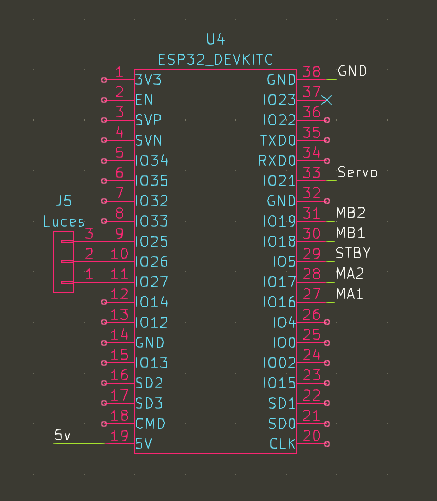 U4
ESP32_DEVKITC
1 3V3 GND 38 GND
2 EN IO23 37
3 SVP IO22 36
4 SVN TXD0 35
5 IO34 RXD0 34
6 IO35 IO21 33 Servo
7 IO32 GND 32
8 IO33 IO19 31 MB2
J5
Luces
3 9 IO25 IO18 30 MB1
2 10 IO26 IO5 29 STBY
1 11 IO27 IO17 28 MA2
12 IO14 IO16 27 MA1
13 IO12 IO4 26
14 GND IO0 25
15 IO13 IO02 24
16 SD2 IO15 23
17 SD3 SD1 22
18 CMD SD0 21
5v 19 5V CLK 20